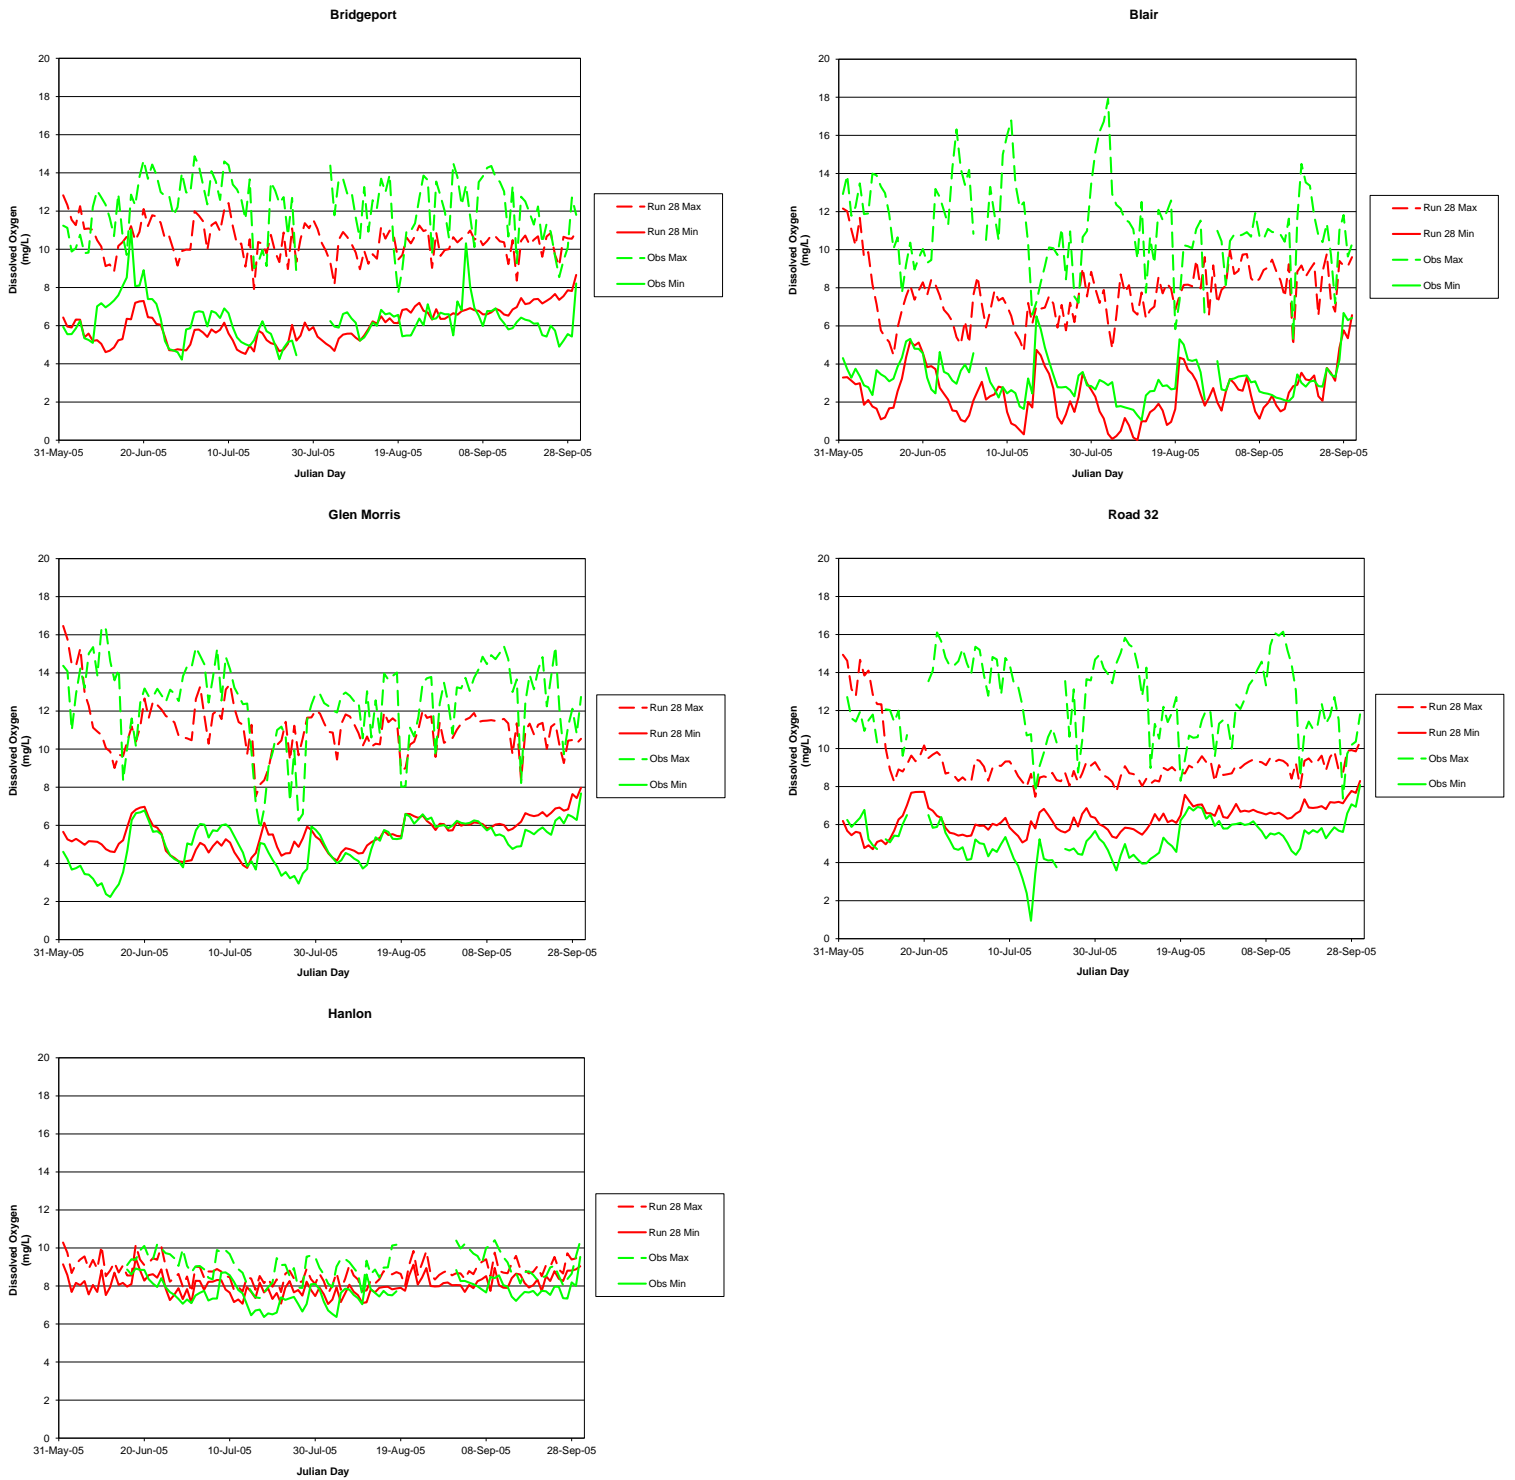 Bridgeport
20
18
16
14
12
10
8
6
4
2
0
Dissolved Oxygen
(mg/L)
31-May-05 20-Jun-05 10-Jul-05 30-Jul-05 19-Aug-05 08-Sep-05 28-Sep-05
Julian Day
Run 28 Max
Run 28 Min
Obs Max
Obs Min
Blair
20
18
16
14
12
10
8
6
4
2
0
Dissolved Oxygen
(mg/L)
31-May-05 20-Jun-05 10-Jul-05 30-Jul-05 19-Aug-05 08-Sep-05 28-Sep-05
Julian Day
Run 28 Max
Run 28 Min
Obs Max
Obs Min
Glen Morris
20
18
16
14
12
10
8
6
4
2
0
Dissolved Oxygen
(mg/L)
31-May-05 20-Jun-05 10-Jul-05 30-Jul-05 19-Aug-05 08-Sep-05 28-Sep-05
Julian Day
Run 28 Max
Run 28 Min
Obs Max
Obs Min
Road 32
20
18
16
14
12
10
8
6
4
2
0
Dissolved Oxygen
(mg/L)
31-May-05 20-Jun-05 10-Jul-05 30-Jul-05 19-Aug-05 08-Sep-05 28-Sep-05
Julian Day
Run 28 Max
Run 28 Min
Obs Max
Obs Min
Hanlon
20
18
16
14
12
10
8
6
4
2
0
Dissolved Oxygen
(mg/L)
31-May-05 20-Jun-05 10-Jul-05 30-Jul-05 19-Aug-05 08-Sep-05 28-Sep-05
Julian Day
Run 28 Max
Run 28 Min
Obs Max
Obs Min